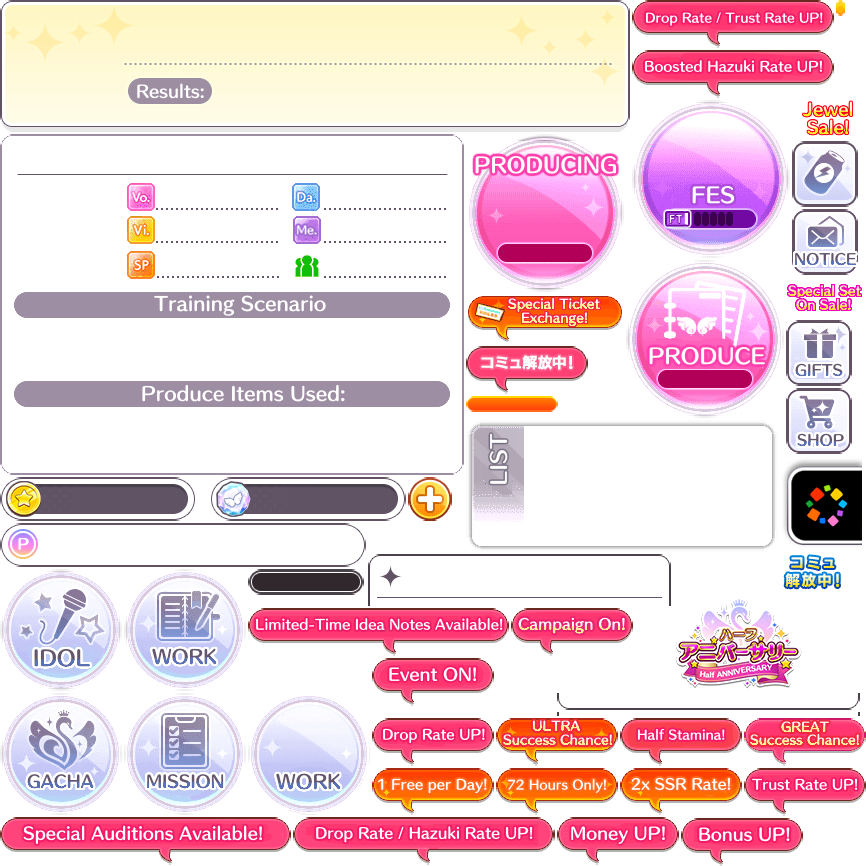 Drop Rate / Trust Rate UP!
Results:
Boosted Hazuki Rate UP!
Jewel
Sale!
PRODUCING
FES
FT
NOTICE
Vo.
Da.
Vi.
Me.
SP
Training Scenario
Special Ticket
Exchange!
Special Set
On Sale!
コミュ解放中!
PRODUCE
GIFTS
Produce Items Used:
SHOP
LIST
P
コミュ
解放中!
IDOL
WORK
Limited-Time Idea Notes Available!
Campaign On!
ハーフ
アニバーサリー
Half ANNIVERSARY
Event ON!
GACHA
MISSION
WORK
Drop Rate UP!
ULTRA
Success Chance!
Half Stamina!
GREAT
Success Chance!
1 Free per Day!
72 Hours Only!
2x SSR Rate!
Trust Rate UP!
Special Auditions Available!
Drop Rate / Hazuki Rate UP!
Money UP!
Bonus UP!